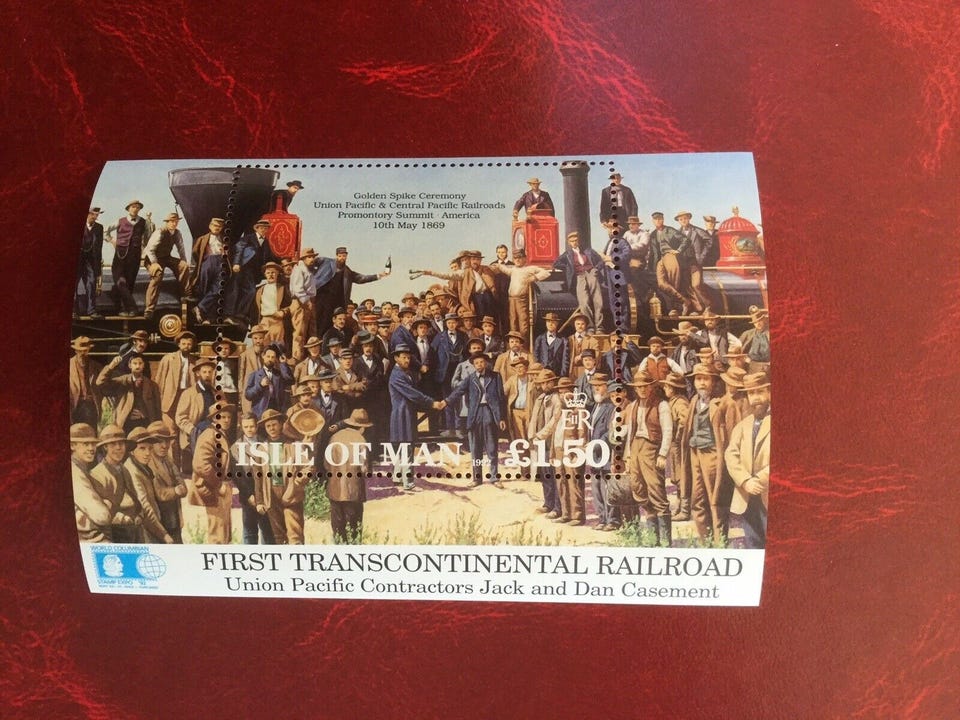 Golden Spike Ceremony
Union Pacific & Central Pacific Railroads
Promontory Summit America
10th May 1869
EIIR
ISLE OF MAN 1992 £1.50
WORLD COLUMBIAN
STAMP EXPO '92
FIRST TRANSCONTINENTAL RAILROAD
Union Pacific Contractors Jack and Dan Casement